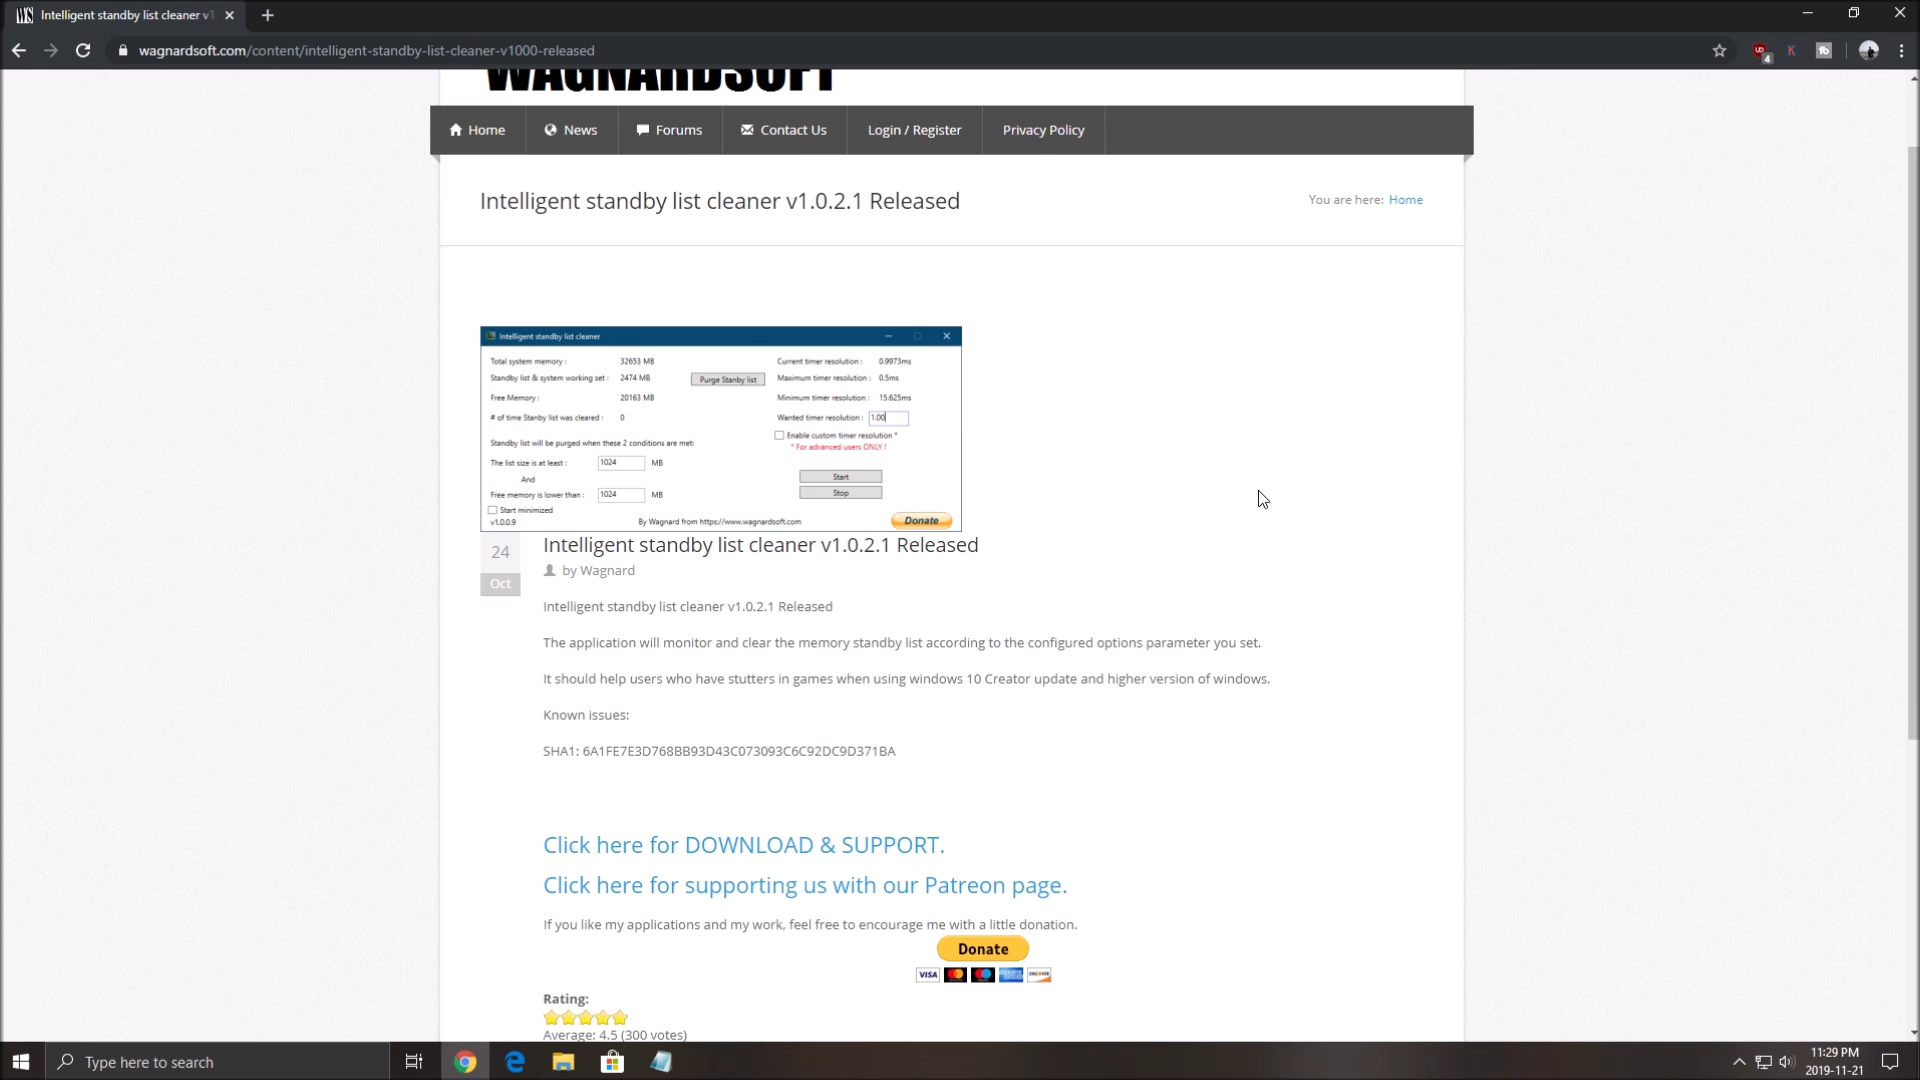 Intelligent standby list cleaner v1
wagnardsoft.com/content/intelligent-standby-list-cleaner-v1000-released
WAGNARDSOFT
Home
News
Forums
Contact Us
Login / Register
Privacy Policy
Intelligent standby list cleaner v1.0.2.1 Released
You are here: Home
Intelligent standby list cleaner
Total system memory : 32653 MB
Standby list & system working set : 2474 MB
Free Memory : 20163 MB
# of time Stanby list was cleared : 0
Purge Stanby list
Current timer resolution : 0.9973ms
Maximum timer resolution : 0.5ms
Minimum timer resolution : 15.625ms
Wanted timer resolution : 1.00
Enable custom timer resolution *
* For advanced users ONLY !
Standby list will be purged when these 2 conditions are met:
The list size is at least : 1024 MB
And
Free memory is lower than : 1024 MB
Start
Stop
Start minimized
v1.0.0.9
By Wagnard from https://www.wagnardsoft.com
Donate
24
Oct
Intelligent standby list cleaner v1.0.2.1 Released
by Wagnard
Intelligent standby list cleaner v1.0.2.1 Released
The application will monitor and clear the memory standby list according to the configured options parameter you set.
It should help users who have stutters in games when using windows 10 Creator update and higher version of windows.
Known issues:
SHA1: 6A1FE7E3D768BB93D43C073093C6C92DC9D371BA
Click here for DOWNLOAD & SUPPORT.
Click here for supporting us with our Patreon page.
If you like my applications and my work, feel free to encourage me with a little donation.
Donate
VISA
DISCOVER
Rating:
Average: 4.5 (300 votes)
Type here to search
11:29 PM
2019-11-21